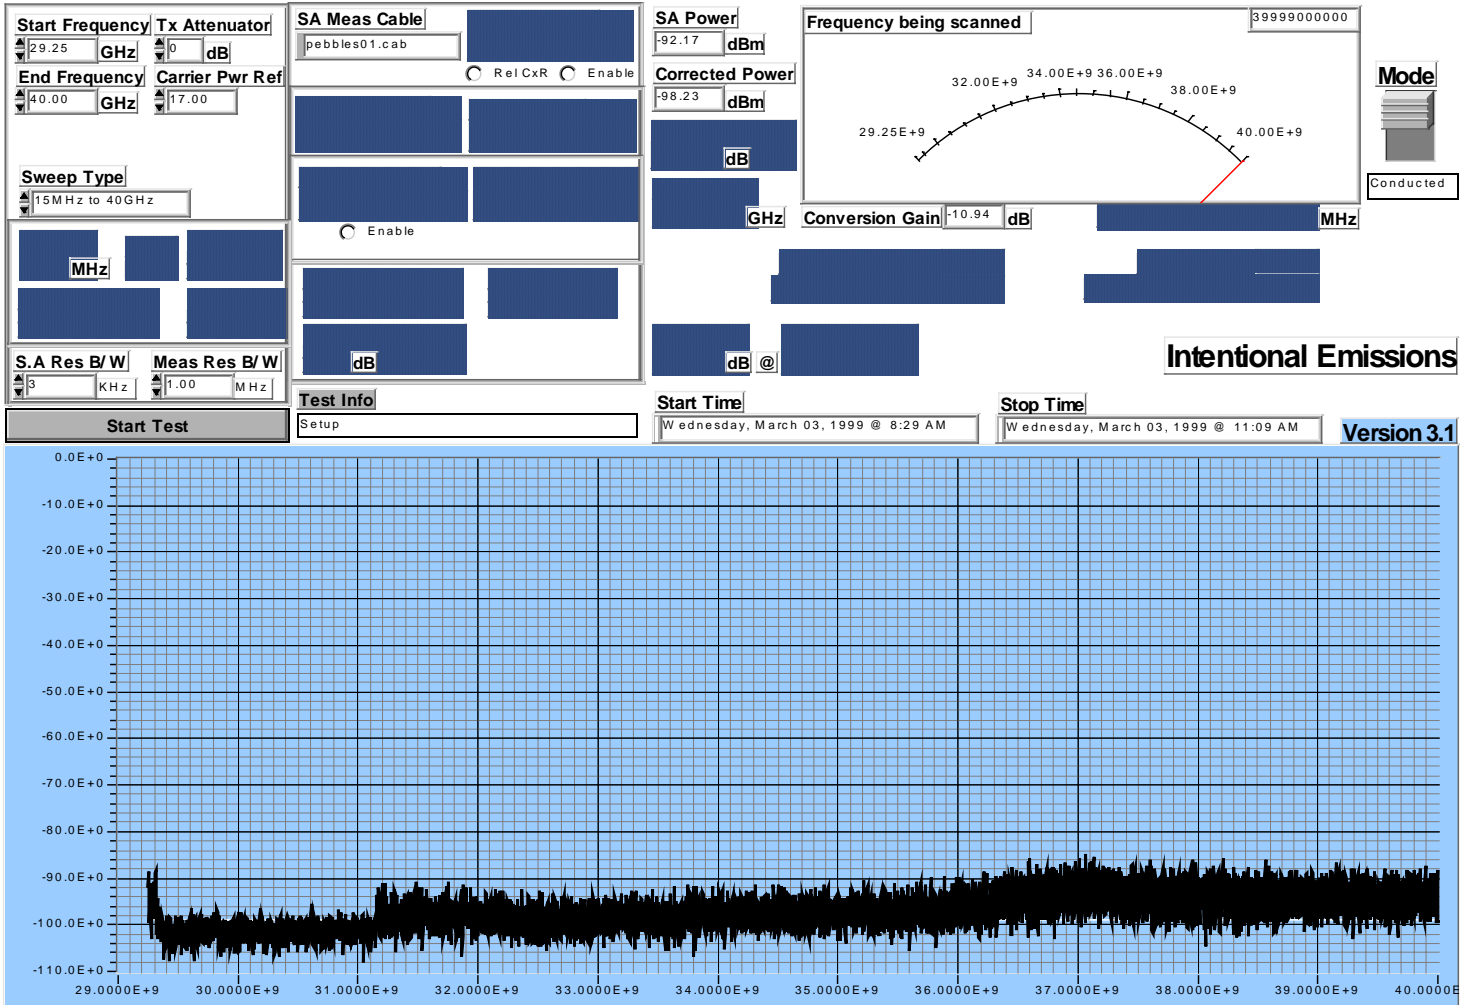 Start Frequency Tx Attenuator
29.25 GHz 0 dB
End Frequency Carrier Pwr Ref
40.00 GHz 17.00
Sweep Type
15MHz to 40GHz
MHz
S.A Res B/W Meas Res B/W
3 KHz 1.00 MHz
Start Test
SA Meas Cable
pebbles01.cab
Rel CxR Enable
Enable
dB
Test Info
Setup
SA Power
-92.17 dBm
Corrected Power
-98.23 dBm
dB
GHz
dB @
Frequency being scanned
39999000000
29.25E+9 32.00E+9 34.00E+9 36.00E+9 38.00E+9 40.00E+9
Conversion Gain -10.94 dB
MHz
Mode
Conducted
Intentional Emissions
Start Time
Wednesday, March 03, 1999 @ 8:29 AM
Stop Time
Wednesday, March 03, 1999 @ 11:09 AM
Version 3.1
0.0E+0
-10.0E+0
-20.0E+0
-30.0E+0
-40.0E+0
-50.0E+0
-60.0E+0
-70.0E+0
-80.0E+0
-90.0E+0
-100.0E+0
-110.0E+0
29.0000E+9 30.0000E+9 31.0000E+9 32.0000E+9 33.0000E+9 34.0000E+9 35.0000E+9 36.0000E+9 37.0000E+9 38.0000E+9 39.0000E+9 40.0000E